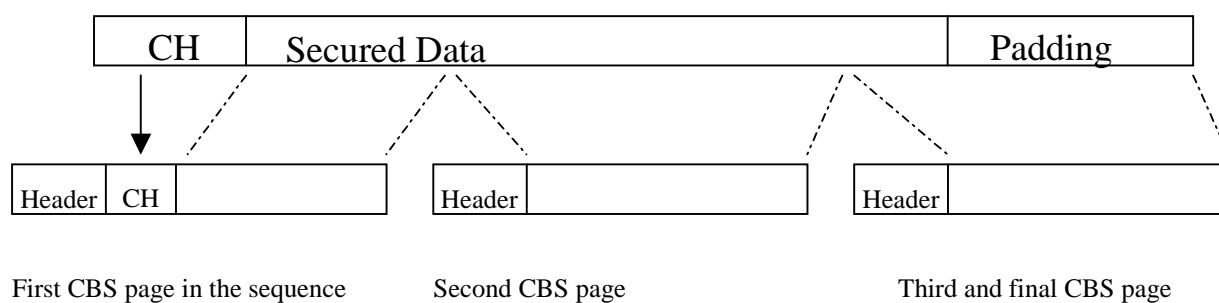 CH Secured Data Padding
Header CH Header Header
First CBS page in the sequence Second CBS page Third and final CBS page